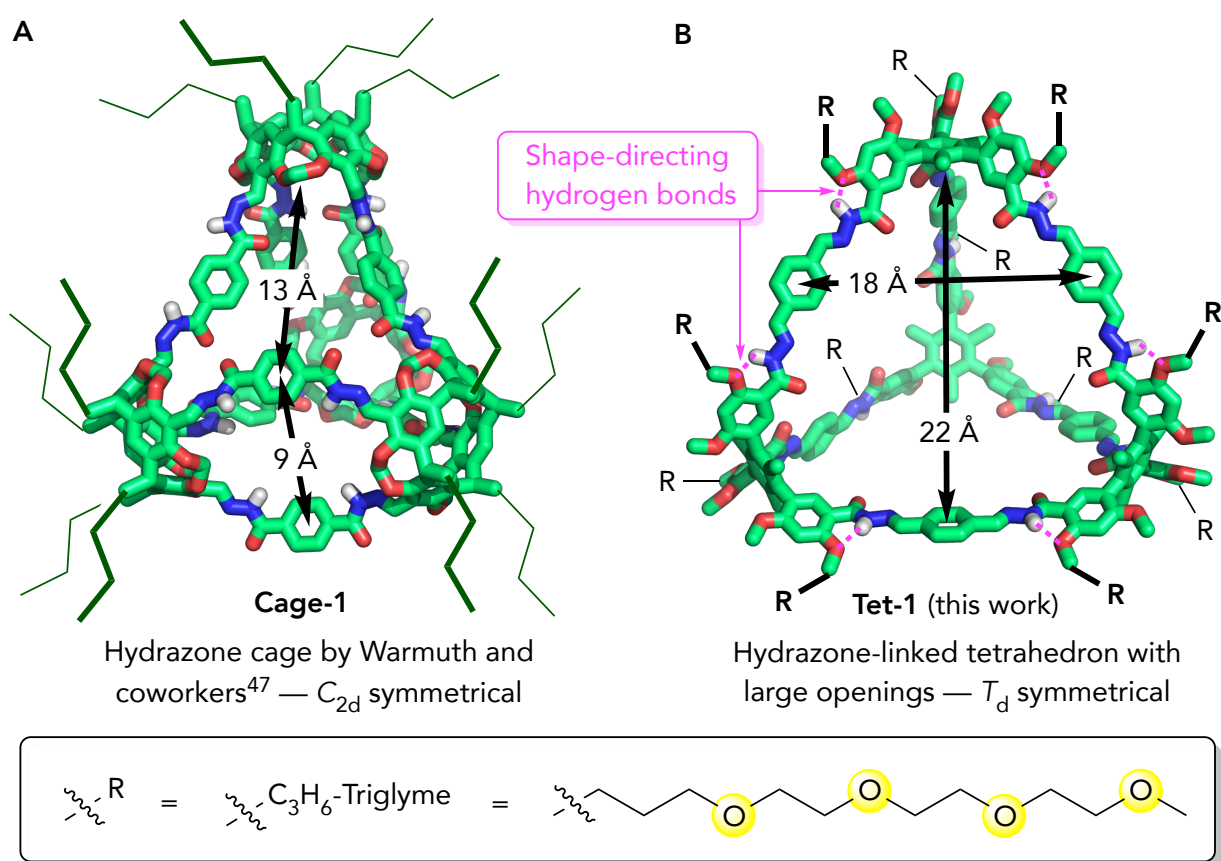 A
B
R
R
R
Shape-directing
hydrogen bonds
R
13 Å
18 Å
R
R
R
R
9 Å
22 Å
R
R
R
R
Cage-1
Tet-1 (this work)
Hydrazone cage by Warmuth and
coworkers47 — C2d symmetrical
Hydrazone-linked tetrahedron with
large openings — Td symmetrical
R = C3H6-Triglyme = O O O O